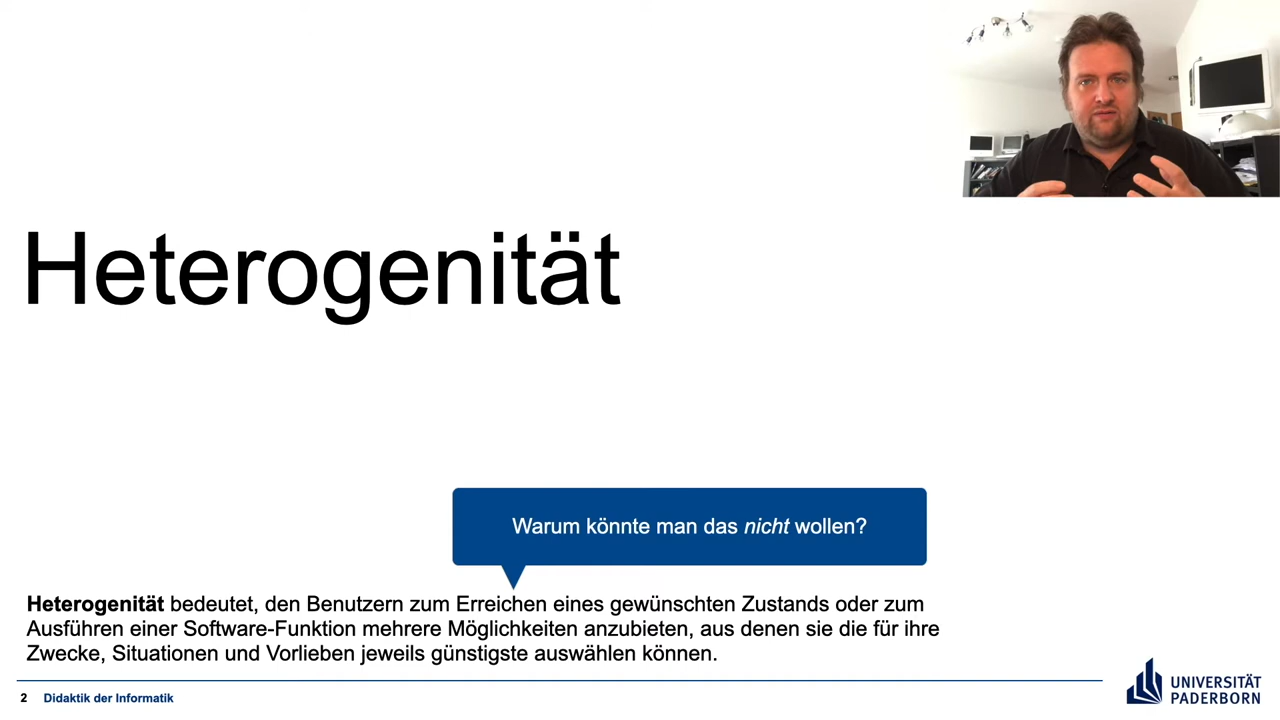 Heterogenität
Warum könnte man das nicht wollen?
Heterogenität bedeutet, den Benutzern zum Erreichen eines gewünschten Zustands oder zum
Ausführen einer Software-Funktion mehrere Möglichkeiten anzubieten, aus denen sie die für ihre
Zwecke, Situationen und Vorlieben jeweils günstigste auswählen können.
2 Didaktik der Informatik
UNIVERSITÄT
PADERBORN